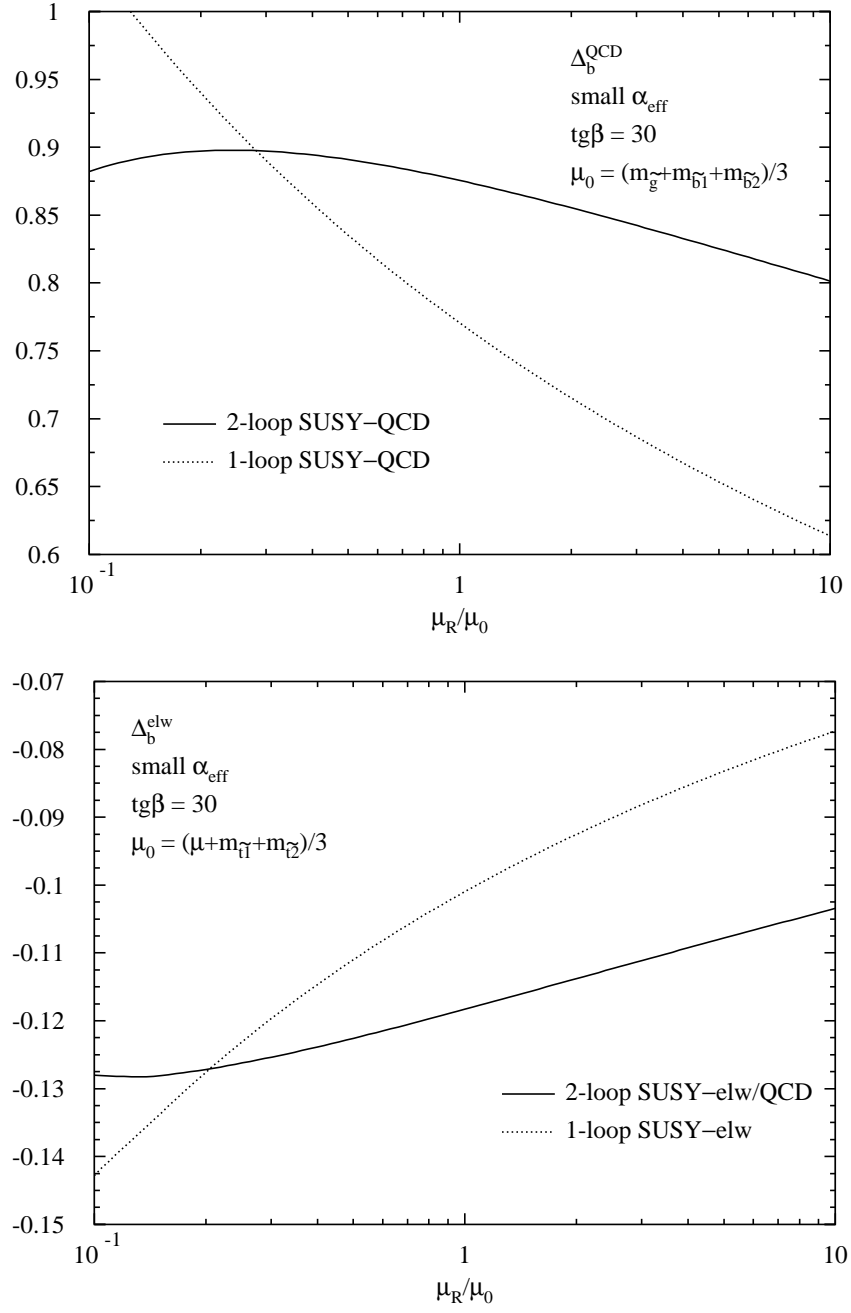 1
0.95
0.9
0.85
0.8
0.75
0.7
0.65
0.6
Δ_b^QCD
small α_eff
tgβ = 30
μ_0 = (m_g̃+m_b̃1+m_b̃2)/3
2-loop SUSY−QCD
1-loop SUSY−QCD
10^-1 1 10
μ_R/μ_0
-0.07
-0.08
-0.09
-0.1
-0.11
-0.12
-0.13
-0.14
-0.15
Δ_b^elw
small α_eff
tgβ = 30
μ_0 = (μ+m_t̃1+m_t̃2)/3
2-loop SUSY−elw/QCD
1-loop SUSY−elw
10^-1 1 10
μ_R/μ_0